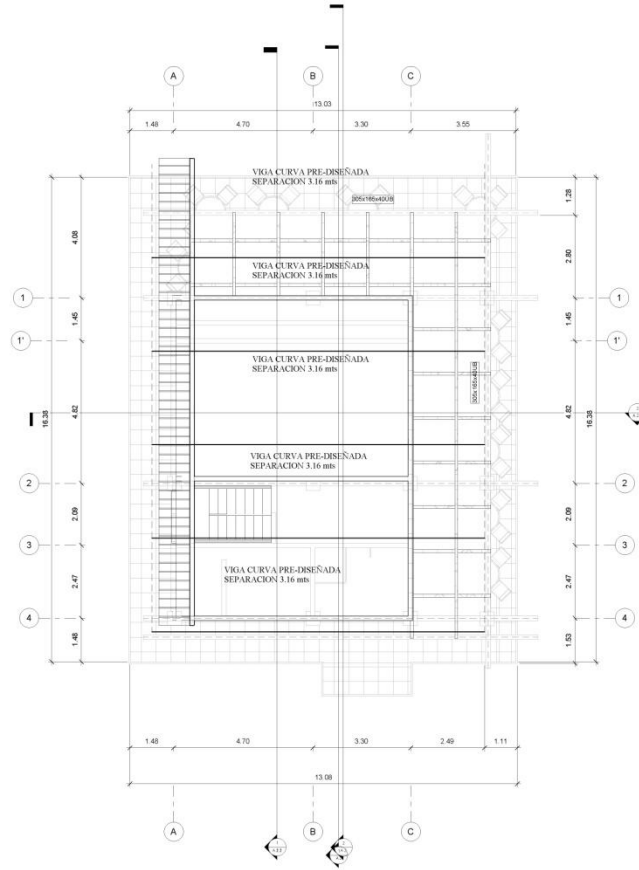 A
B
C
13.03
1.48
4.70
3.30
3.55
VIGA CURVA PRE-DISEÑADA
SEPARACION 3.16 mts
305x165x40UB
1.28
4.08
2.80
VIGA CURVA PRE-DISEÑADA
SEPARACION 3.16 mts
1
1
1.45
1.45
1'
1'
VIGA CURVA PRE-DISEÑADA
SEPARACION 3.16 mts
305x165x40UB
16.38
4.82
4.82
16.38
VIGA CURVA PRE-DISEÑADA
SEPARACION 3.16 mts
2
2
2.09
2.09
3
3
VIGA CURVA PRE-DISEÑADA
SEPARACION 3.16 mts
2.47
2.47
4
4
1.48
1.53
1.48
4.70
3.30
2.49
1.11
13.08
A
B
C